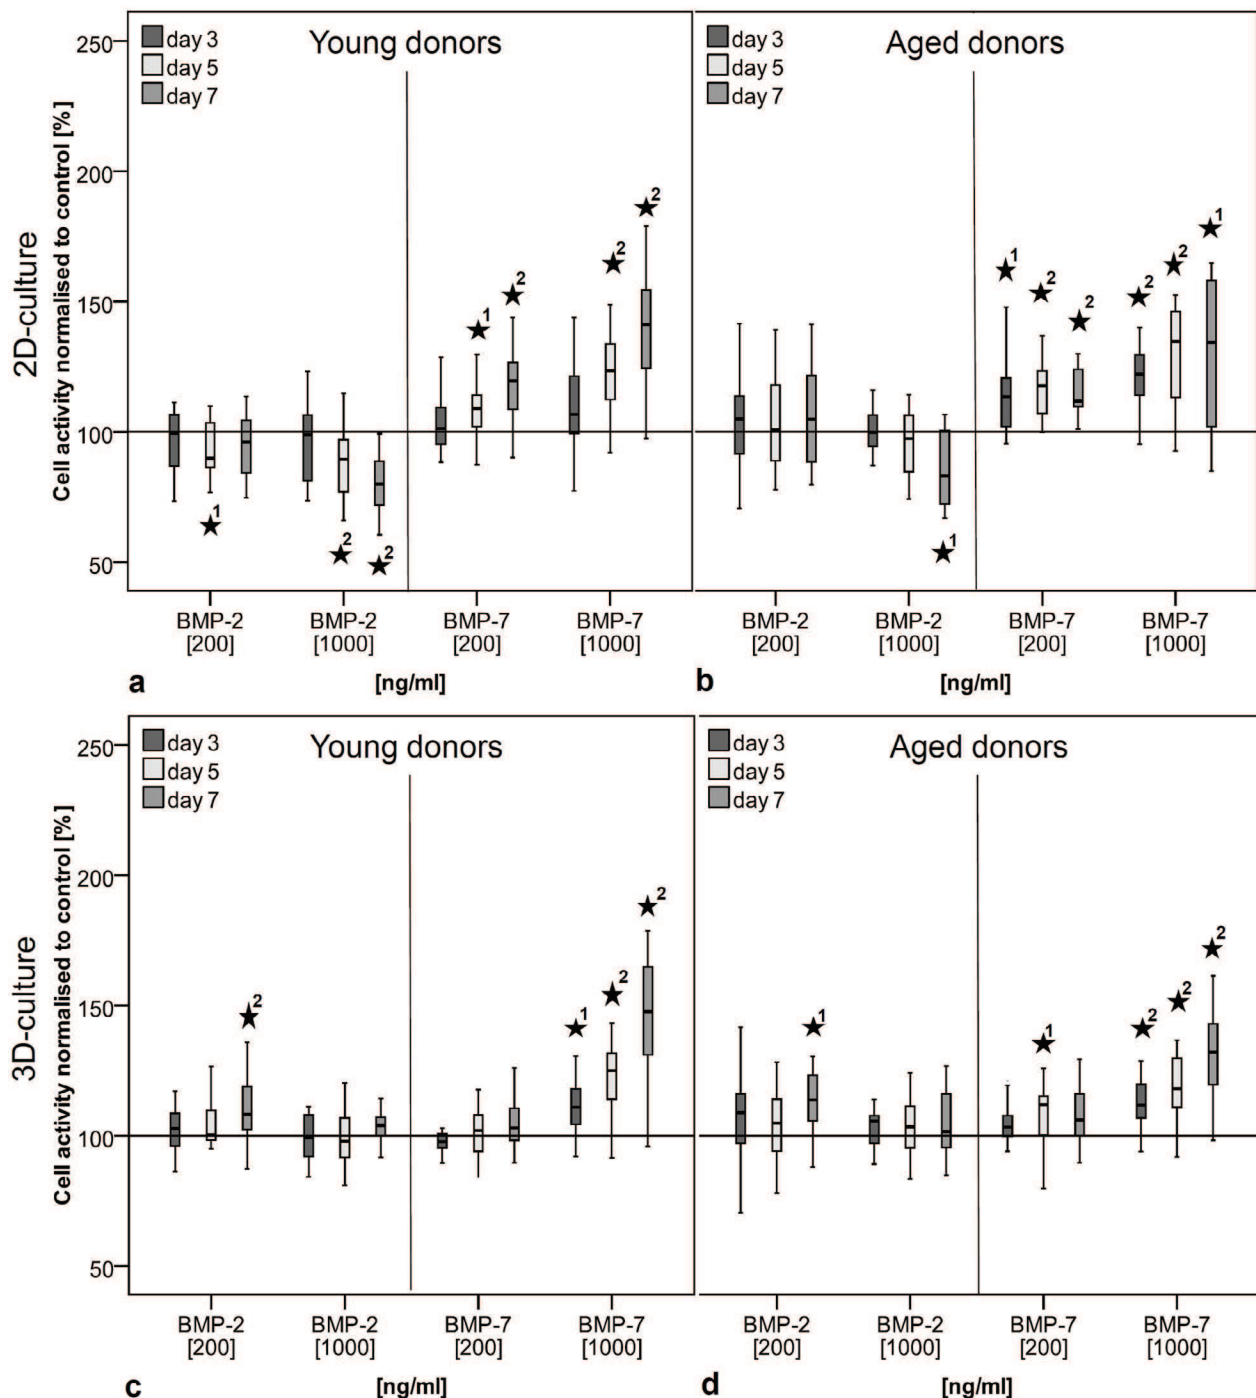 2D-culture
Cell activity normalised to control [%]
250
200
150
100
50
Young donors
day 3
day 5
day 7
1
2
2
1
2
2
2
BMP-2
[200]
BMP-2
[1000]
BMP-7
[200]
BMP-7
[1000]
a
[ng/ml]
Aged donors
day 3
day 5
day 7
1
1
2
2
2
2
1
BMP-2
[200]
BMP-2
[1000]
BMP-7
[200]
BMP-7
[1000]
b
[ng/ml]
3D-culture
Cell activity normalised to control [%]
250
200
150
100
50
Young donors
day 3
day 5
day 7
2
1
2
2
BMP-2
[200]
BMP-2
[1000]
BMP-7
[200]
BMP-7
[1000]
c
[ng/ml]
Aged donors
day 3
day 5
day 7
1
1
2
2
2
BMP-2
[200]
BMP-2
[1000]
BMP-7
[200]
BMP-7
[1000]
d
[ng/ml]